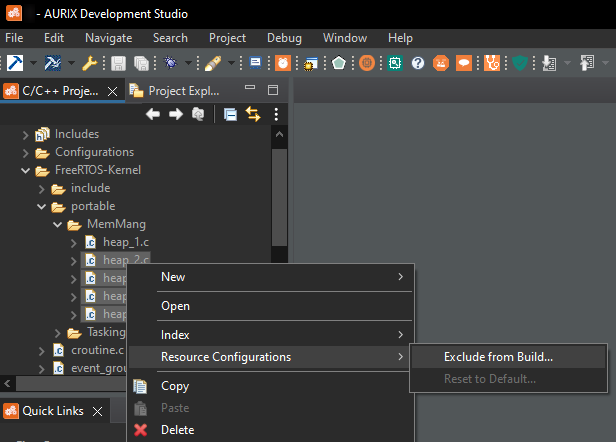 - AURIX Development Studio
File Edit Navigate Search Project Debug Window Help
C/C++ Proje... Project Expl...
Includes
Configurations
FreeRTOS-Kernel
include
portable
MemMang
heap_1.c
heap_2.c
heap
heap
heap
Tasking
croutine.c
event_grou
New
Open
Index
Resource Configurations
Exclude from Build...
Reset to Default...
Copy
Paste
Delete
Quick Links